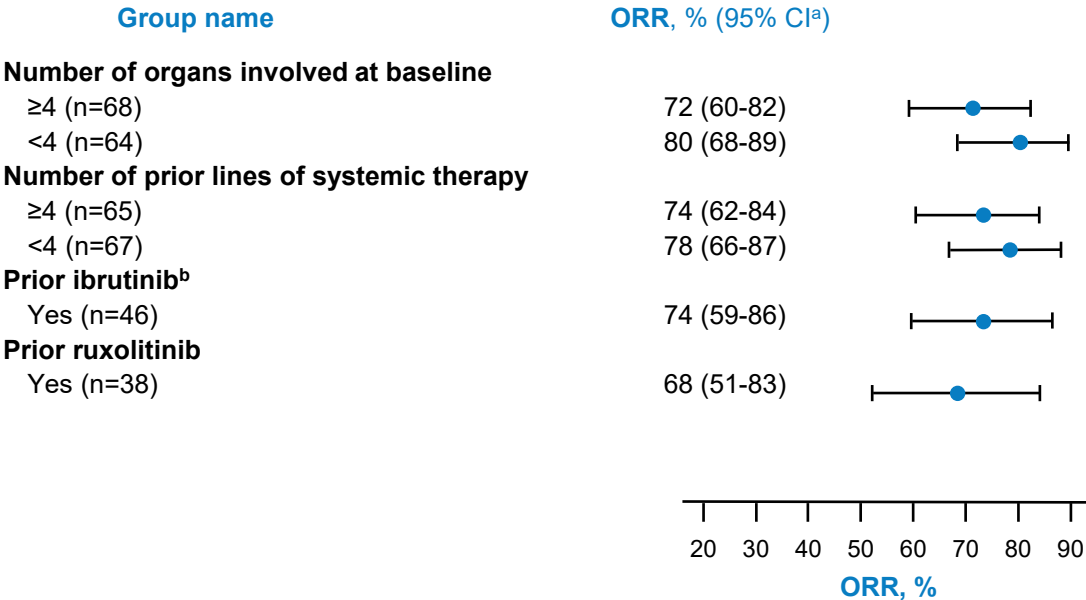 Group name ORR, % (95% CIᵃ)
Number of organs involved at baseline
≥4 (n=68) 72 (60-82)
<4 (n=64) 80 (68-89)
Number of prior lines of systemic therapy
≥4 (n=65) 74 (62-84)
<4 (n=67) 78 (66-87)
Prior ibrutinibᵇ
Yes (n=46) 74 (59-86)
Prior ruxolitinib
Yes (n=38) 68 (51-83)
20 30 40 50 60 70 80 90
ORR, %